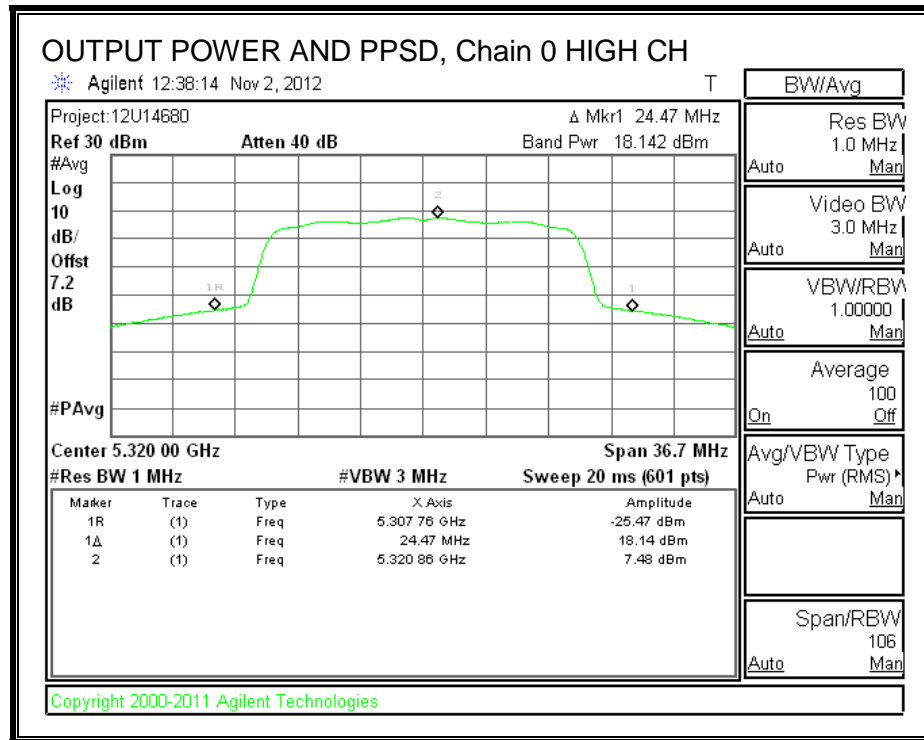 OUTPUT POWER AND PPSD, Chain 0 HIGH CH
Agilent 12:38:14 Nov 2, 2012 T
Project:12U14680 Δ Mkr1 24.47 MHz
Ref 30 dBm Atten 40 dB Band Pwr 18.142 dBm
#Avg
Log
10
dB/
Offst
7.2
dB
#PAvg
2
1R
1
Center 5.320 00 GHz Span 36.7 MHz
#Res BW 1 MHz #VBW 3 MHz Sweep 20 ms (601 pts)
Marker Trace Type X Axis Amplitude
1R (1) Freq 5.307 76 GHz -25.47 dBm
1Δ (1) Freq 24.47 MHz 18.14 dBm
2 (1) Freq 5.320 86 GHz 7.48 dBm
BW/Avg
Res BW
1.0 MHz
Auto Man
Video BW
3.0 MHz
Auto Man
VBW/RBW
1.00000
Auto Man
Average
100
On Off
Avg/VBW Type
Pwr (RMS)
Auto Man
Span/RBW
106
Auto Man
Copyright 2000-2011 Agilent Technologies